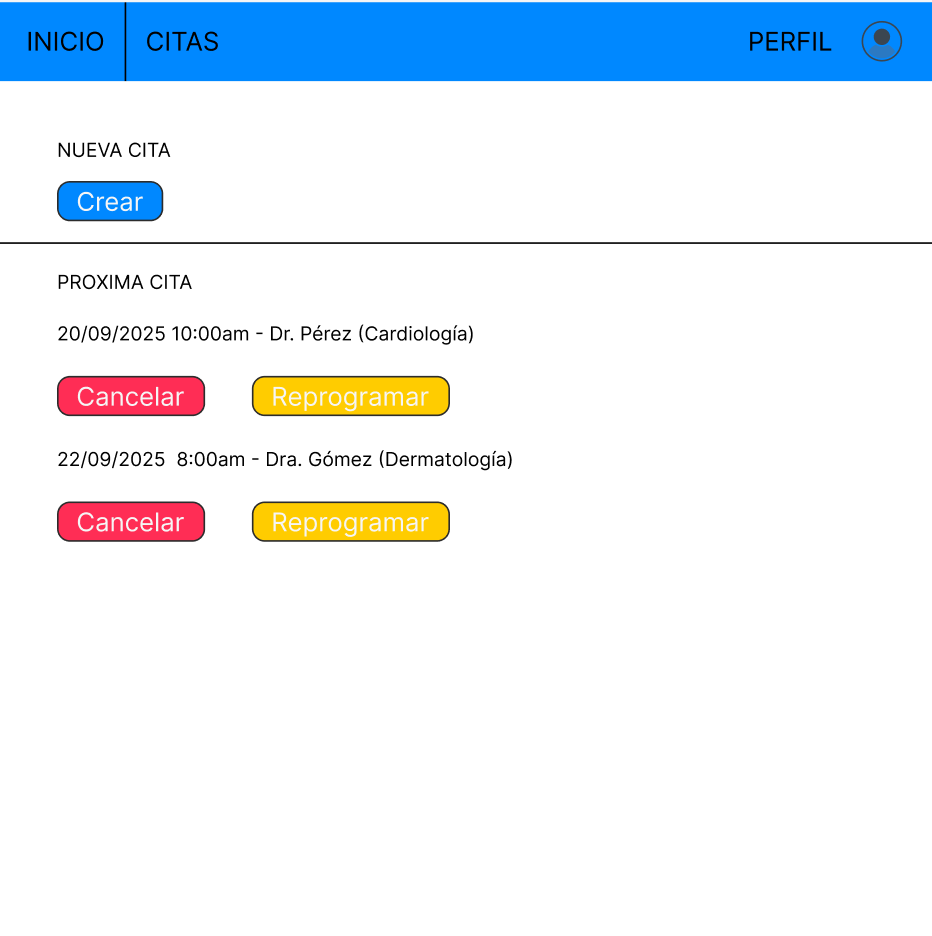 INICIO CITAS PERFIL
NUEVA CITA
Crear
PROXIMA CITA
20/09/2025 10:00am - Dr. Pérez (Cardiología)
Cancelar Reprogramar
22/09/2025  8:00am - Dra. Gómez (Dermatología)
Cancelar Reprogramar